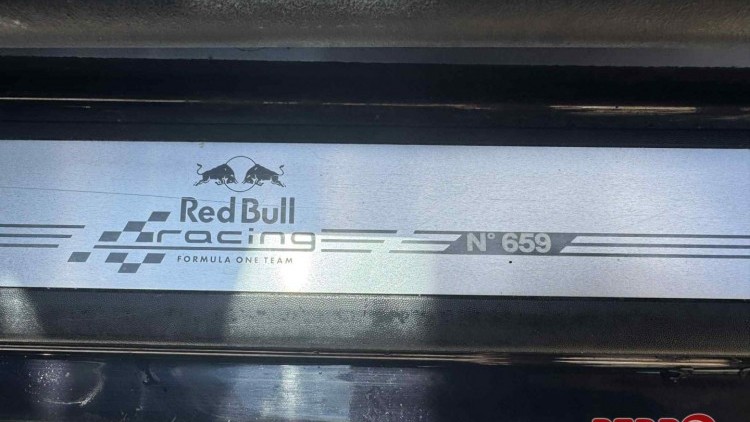 Red Bull
racing
FORMULA ONE TEAM
N° 659